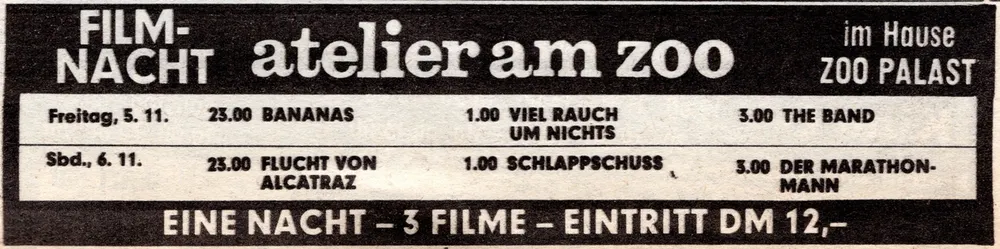 FILM-
NACHT
atelier am zoo
im Hause
ZOO PALAST
Freitag, 5. 11. 23.00 BANANAS 1.00 VIEL RAUCH UM NICHTS 3.00 THE BAND
Sbd., 6. 11. 23.00 FLUCHT VON ALCATRAZ 1.00 SCHLAPPSCHUSS 3.00 DER MARATHON-MANN
EINE NACHT – 3 FILME – EINTRITT DM 12,–